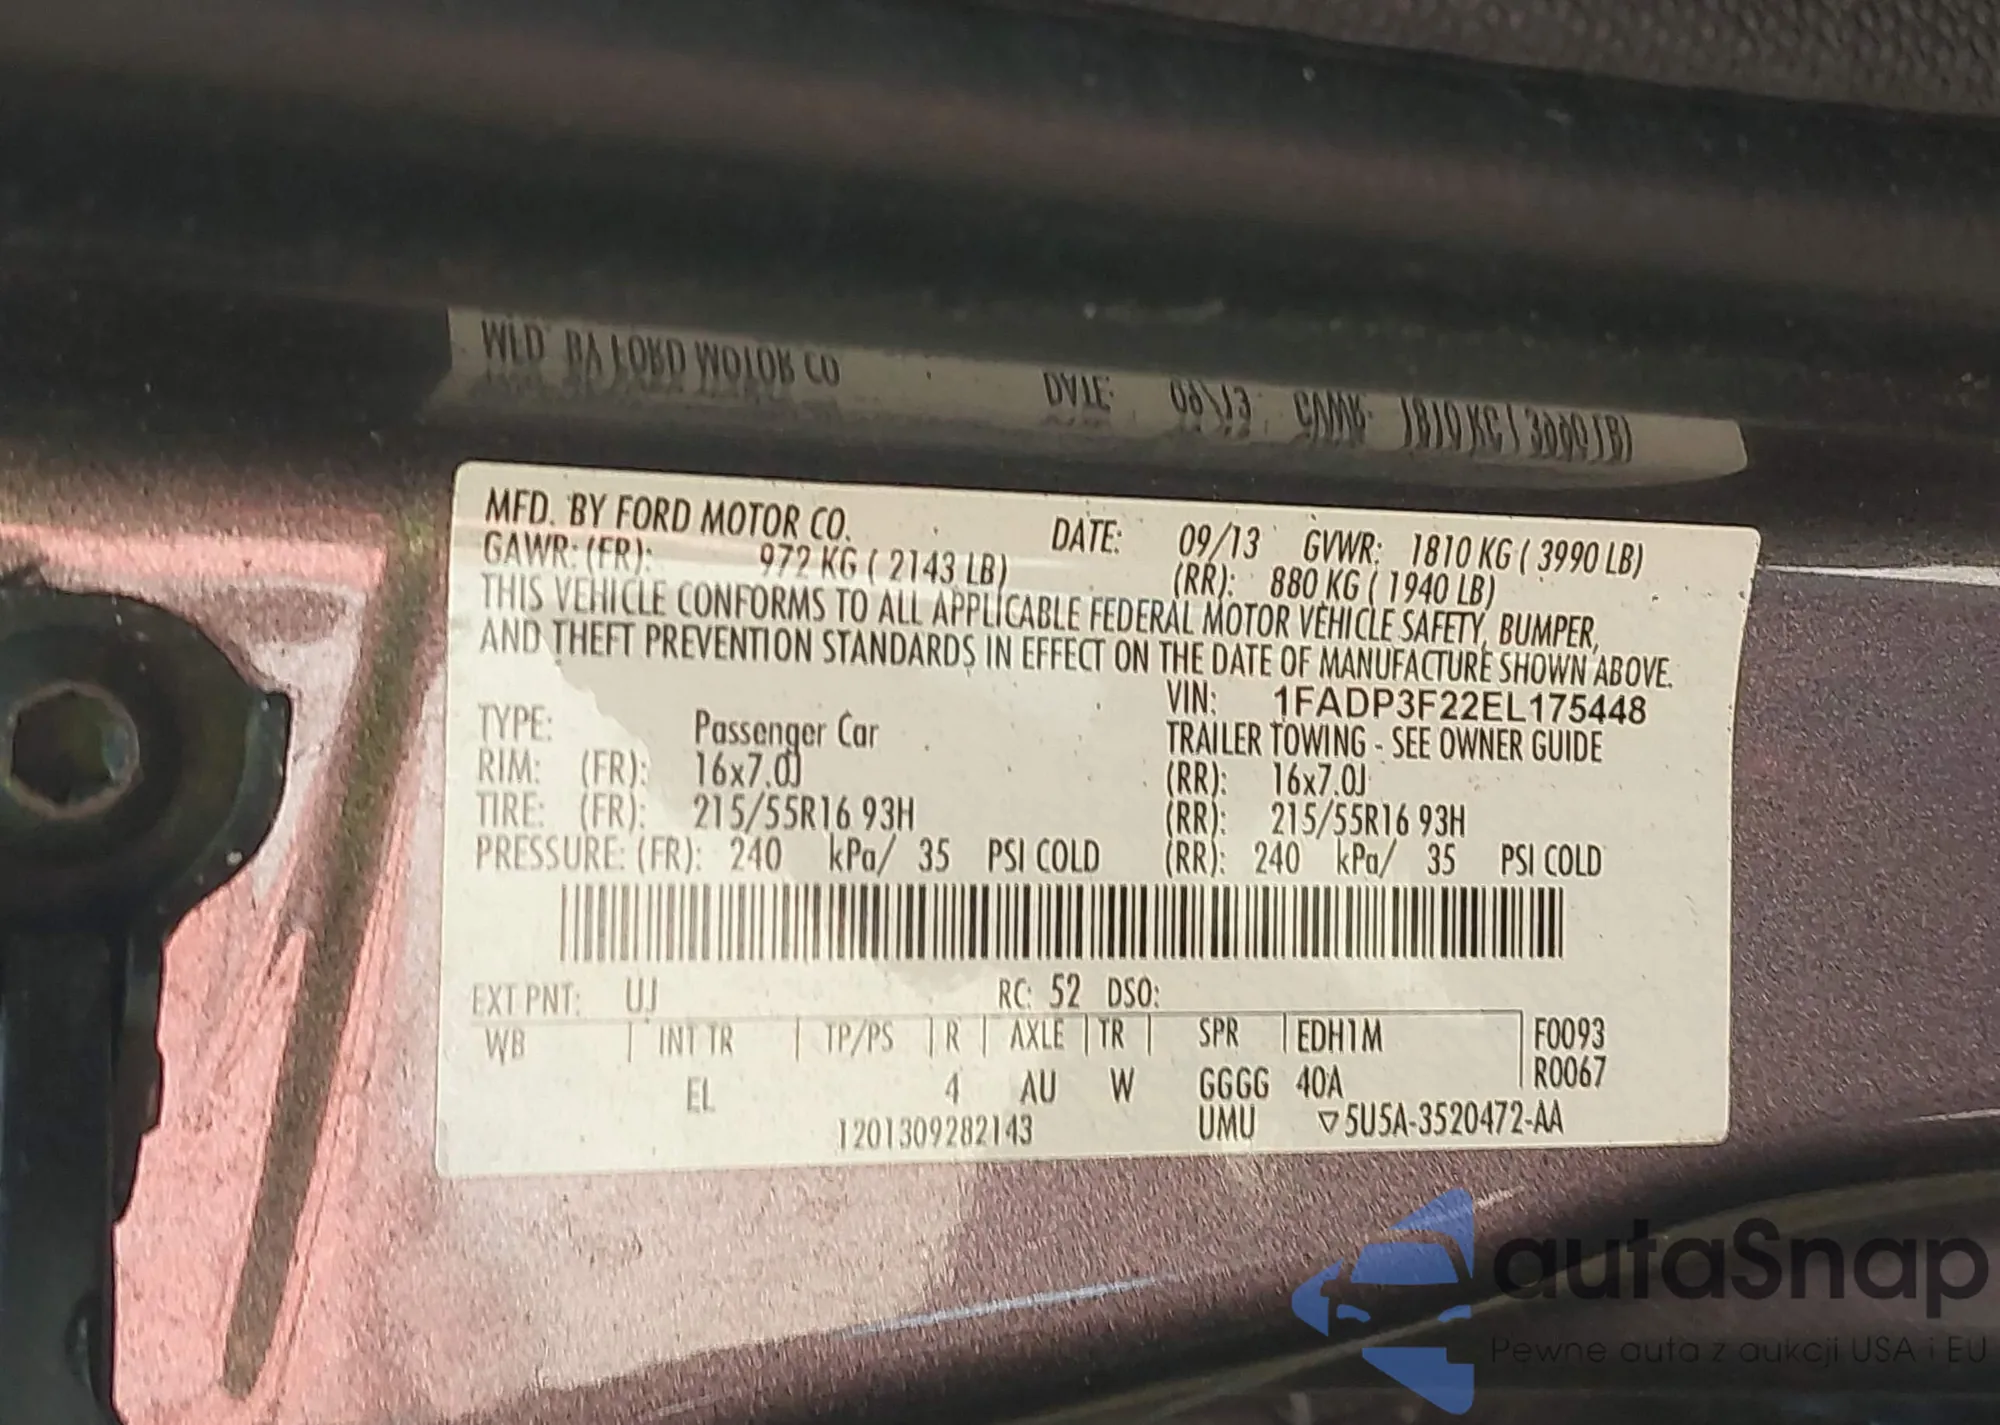 MFD. BY FORD MOTOR CO. DATE: 09/13 GVWR: 1810 KG ( 3990 LB)
GAWR: (FR): 972 KG ( 2143 LB) (RR): 880 KG ( 1940 LB)
THIS VEHICLE CONFORMS TO ALL APPLICABLE FEDERAL MOTOR VEHICLE SAFETY, BUMPER,
AND THEFT PREVENTION STANDARDS IN EFFECT ON THE DATE OF MANUFACTURE SHOWN ABOVE.
VIN: 1FADP3F22EL175448
TYPE: Passenger Car TRAILER TOWING - SEE OWNER GUIDE
RIM: (FR): 16x7.0J (RR): 16x7.0J
TIRE: (FR): 215/55R16 93H (RR): 215/55R16 93H
PRESSURE: (FR): 240 kPa/ 35 PSI COLD (RR): 240 kPa/ 35 PSI COLD
EXT PNT: UJ RC: 52 DSO:
WB INT TR TP/PS R AXLE TR SPR EDH1M F0093
EL 4 AU W GGGG 40A R0067
1201309282143 UMU ▽5U5A-3520472-AA
autaSnap
Pewne auta z aukcji USA i EU